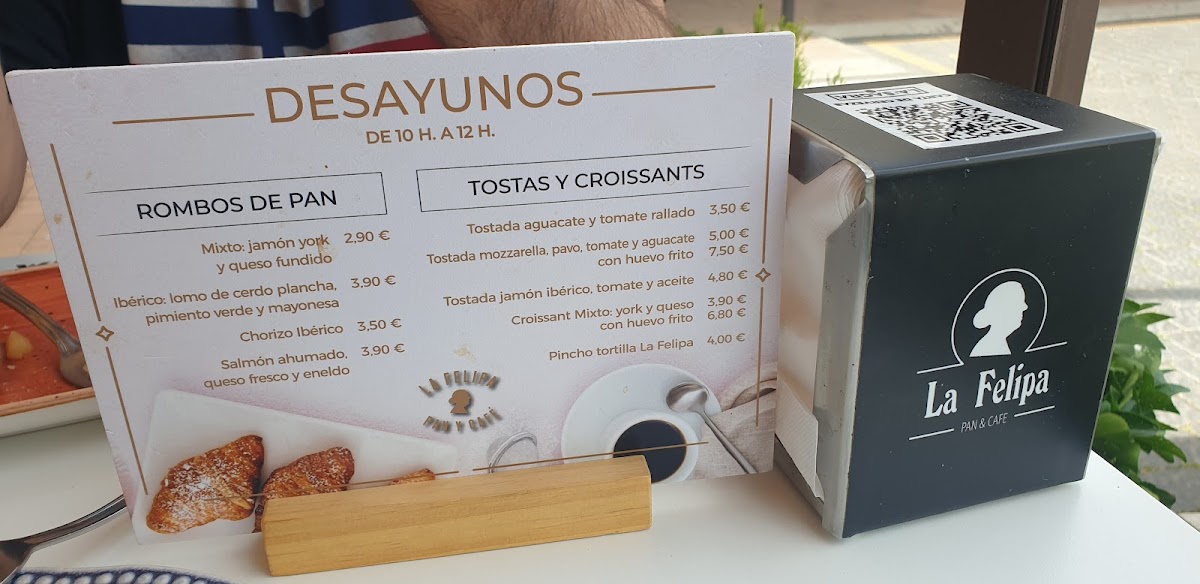 DESAYUNOS
DE 10 H. A 12 H.
ROMBOS DE PAN
Mixto: jamón york 2,90 €
y queso fundido
Ibérico: lomo de cerdo plancha, 3,90 €
pimiento verde y mayonesa
Chorizo Ibérico 3,50 €
Salmón ahumado, 3,90 €
queso fresco y eneldo
TOSTAS Y CROISSANTS
Tostada aguacate y tomate rallado 3,50 €
Tostada mozzarella, pavo, tomate y aguacate 5,00 €
con huevo frito 7,50 €
Tostada jamón ibérico, tomate y aceite 4,80 €
Croissant Mixto: york y queso 3,90 €
con huevo frito 6,80 €
Pincho tortilla La Felipa 4,00 €
LA FELIPA
PAN Y CAFÉ
La Felipa
PAN & CAFE